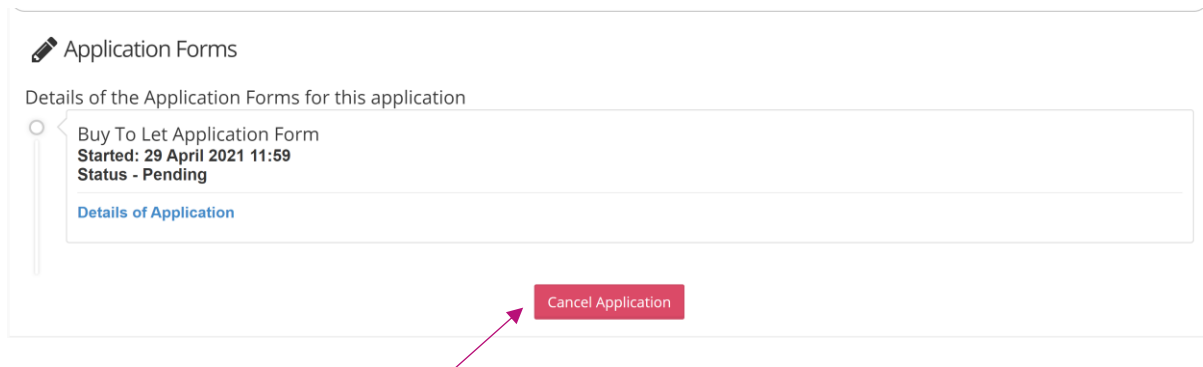 Application Forms
Details of the Application Forms for this application
Buy To Let Application Form
Started: 29 April 2021 11:59
Status - Pending
Details of Application
Cancel Application